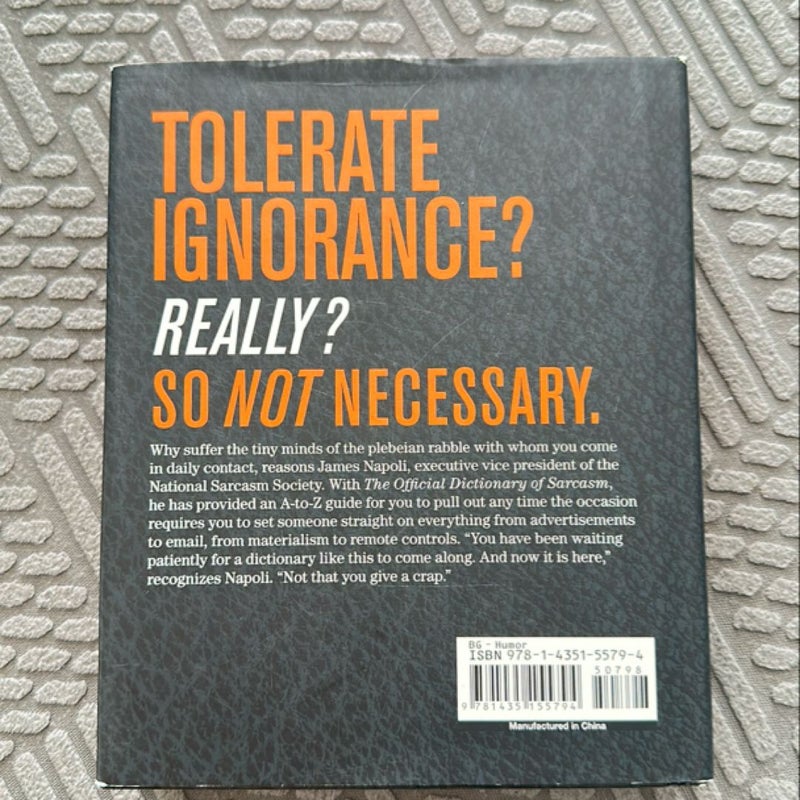 TOLERATE
IGNORANCE?
REALLY?
SO NOT NECESSARY.
Why suffer the tiny minds of the plebeian rabble with whom you come
in daily contact, reasons James Napoli, executive vice president of the
National Sarcasm Society. With The Official Dictionary of Sarcasm,
he has provided an A-to-Z guide for you to pull out any time the occasion
requires you to set someone straight on everything from advertisements
to email, from materialism to remote controls. “You have been waiting
patiently for a dictionary like this to come along. And now it is here,”
recognizes Napoli. “Not that you give a crap.”
BG - Humor
ISBN 978-1-4351-5579-4
50798
9 781435 155794
Manufactured in China